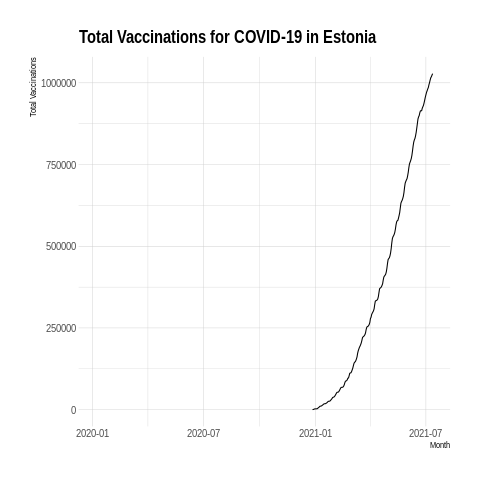 Total Vaccinations for COVID-19 in Estonia
Total Vaccinations
1000000
750000
500000
250000
0
2020-01 2020-07 2021-01 2021-07
Month